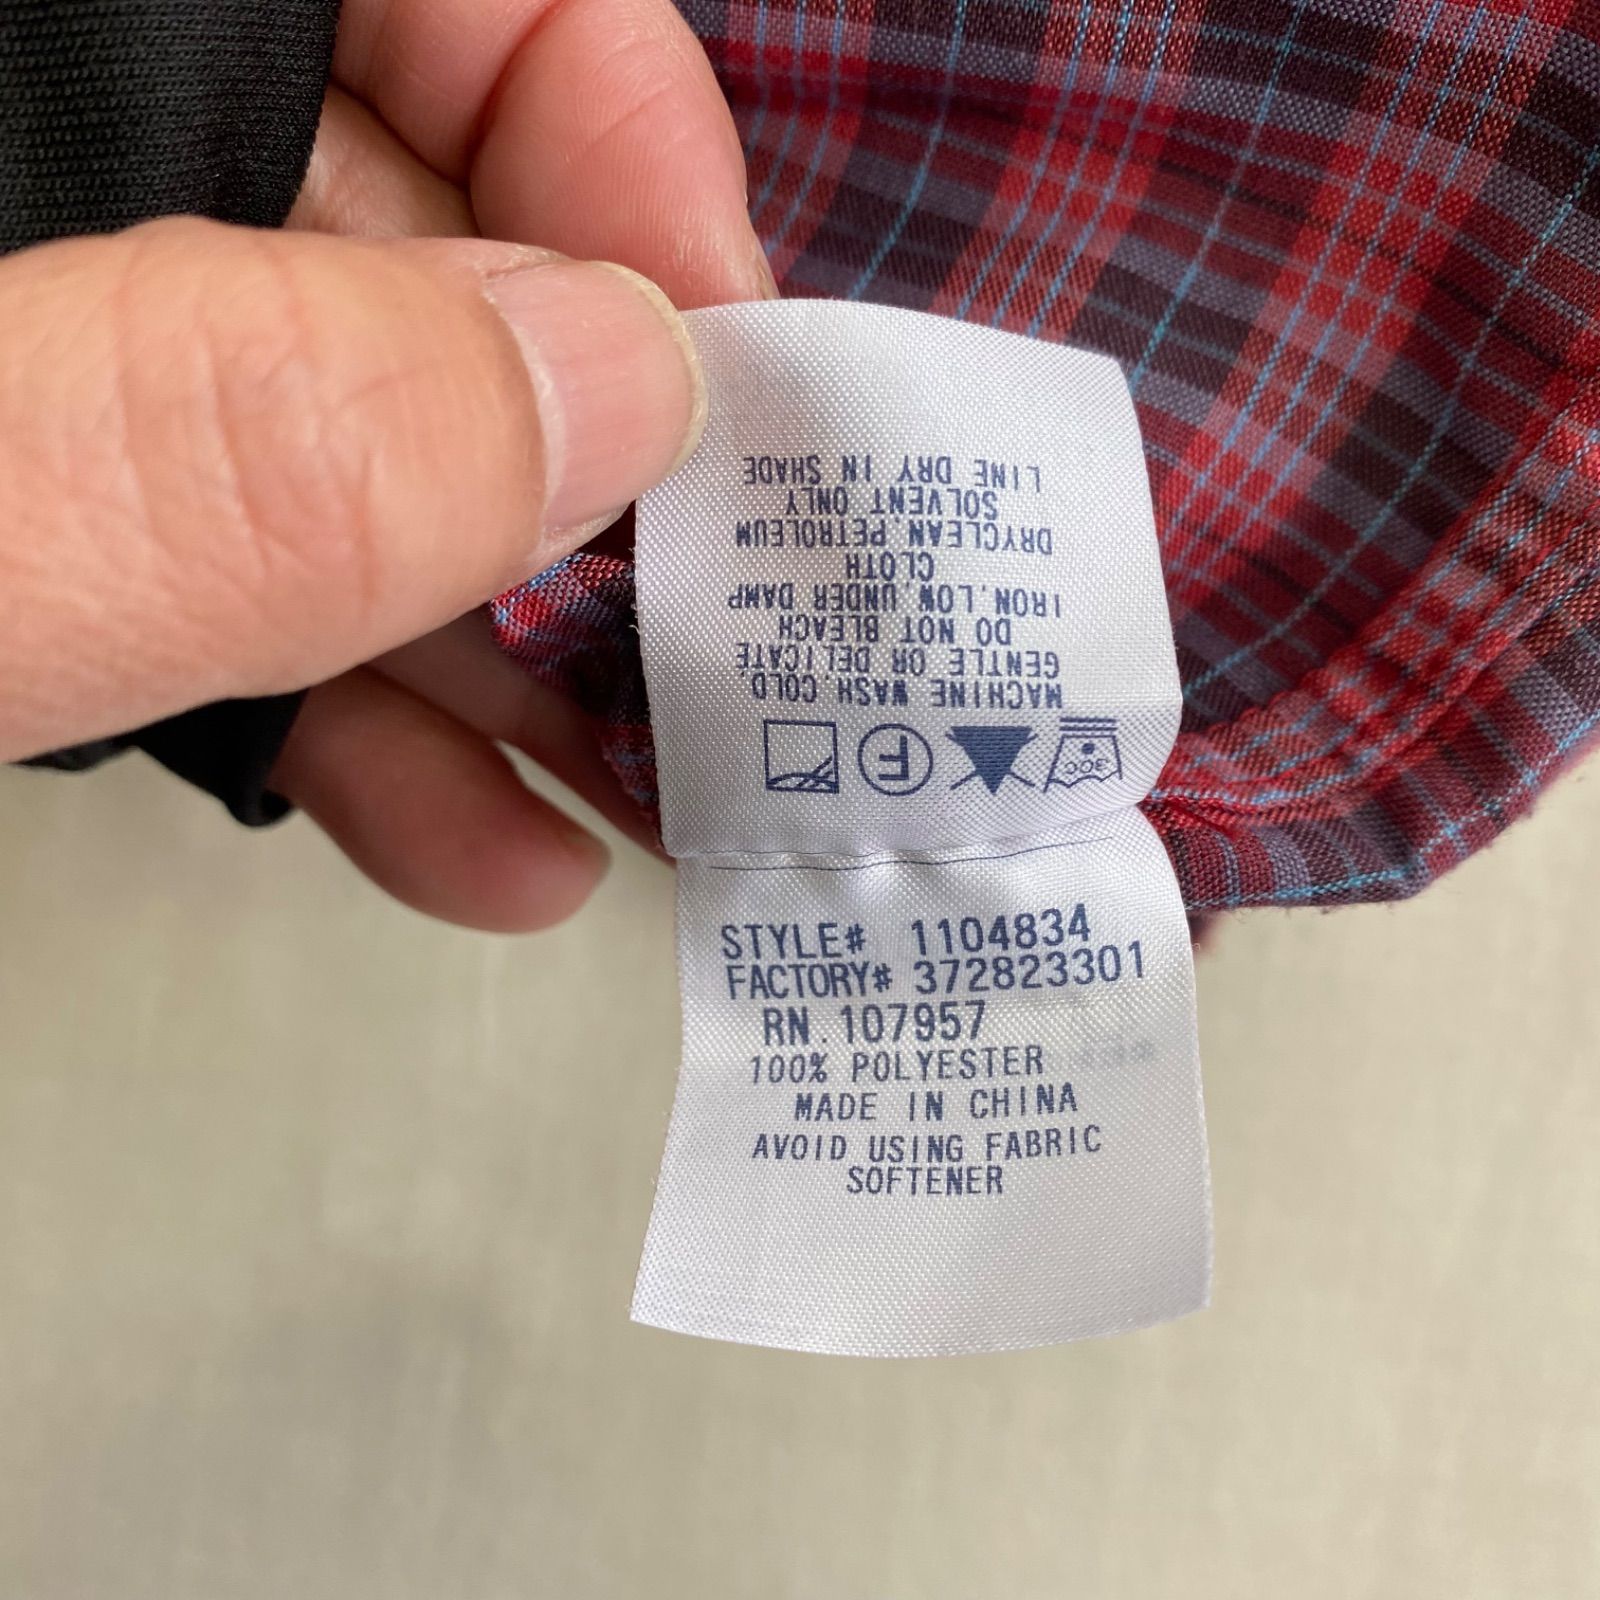 MACHINE WASH,COLD,
GENTLE OR DELICATE
DO NOT BLEACH
IRON,LOW,UNDER DAMP
CLOTH
DRYCLEAN,PETROLEUM
SOLVENT ONLY
LINE DRY IN SHADE
30C
F
STYLE# 1104834
FACTORY# 372823301
RN. 107957
100% POLYESTER
MADE IN CHINA
AVOID USING FABRIC
SOFTENER